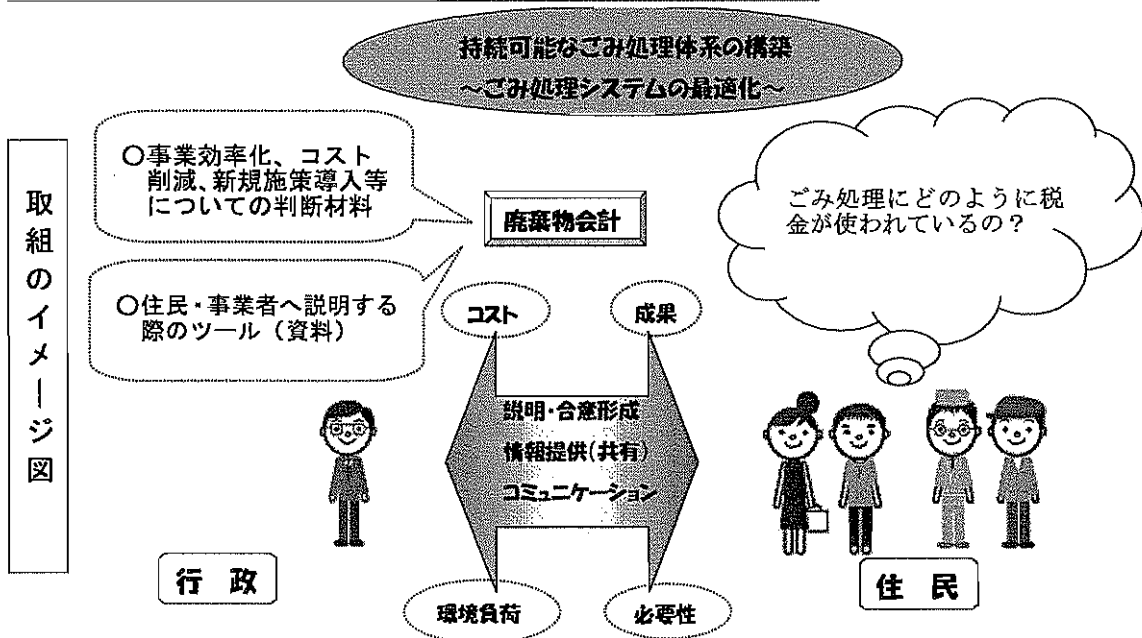 持続可能なごみ処理体系の構築
～ごみ処理システムの最適化～
取組のイメージ図
○事業効率化、コスト
削減、新規施策導入等
についての判断材料
廃棄物会計
ごみ処理にどのように税
金が使われているの？
○住民・事業者へ説明する
際のツール（資料）
コスト
成果
説明・合意形成
情報提供（共有）
コミュニケーション
行政
住民
環境負荷
必要性